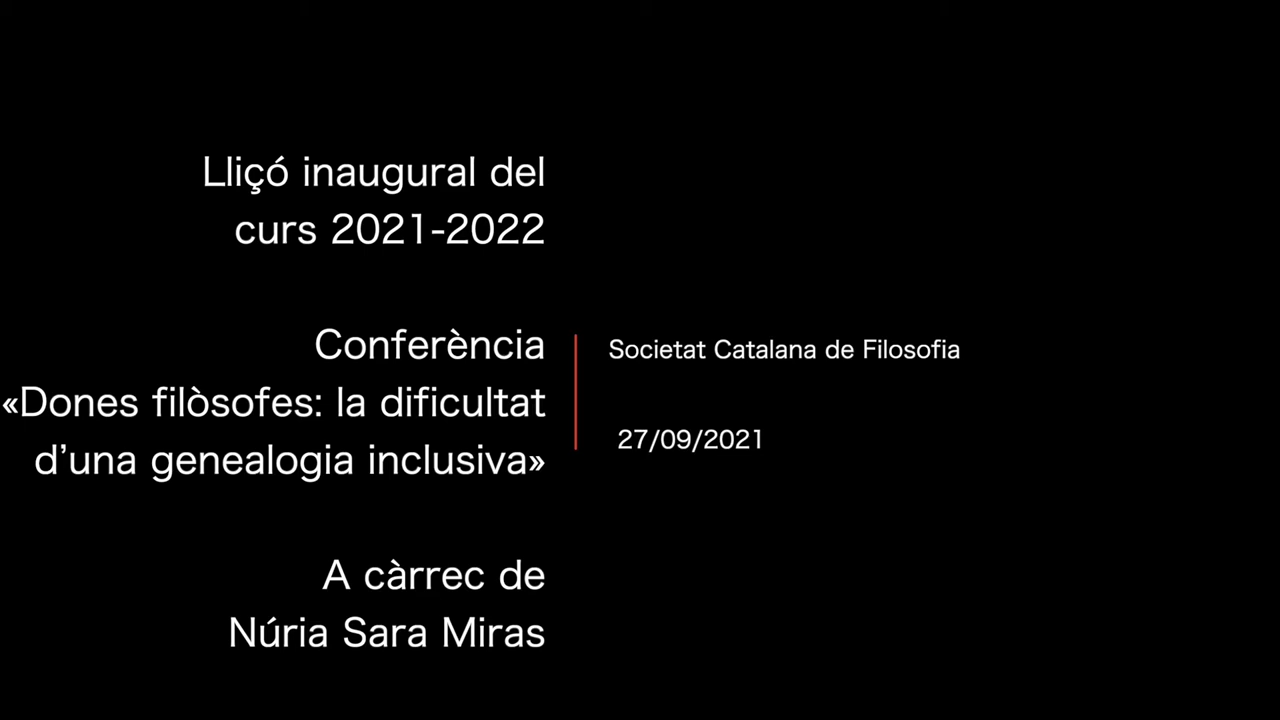 Lliçó inaugural del
curs 2021-2022
Conferència
«Dones filòsofes: la dificultat
d’una genealogia inclusiva»
A càrrec de
Núria Sara Miras
Societat Catalana de Filosofia
27/09/2021